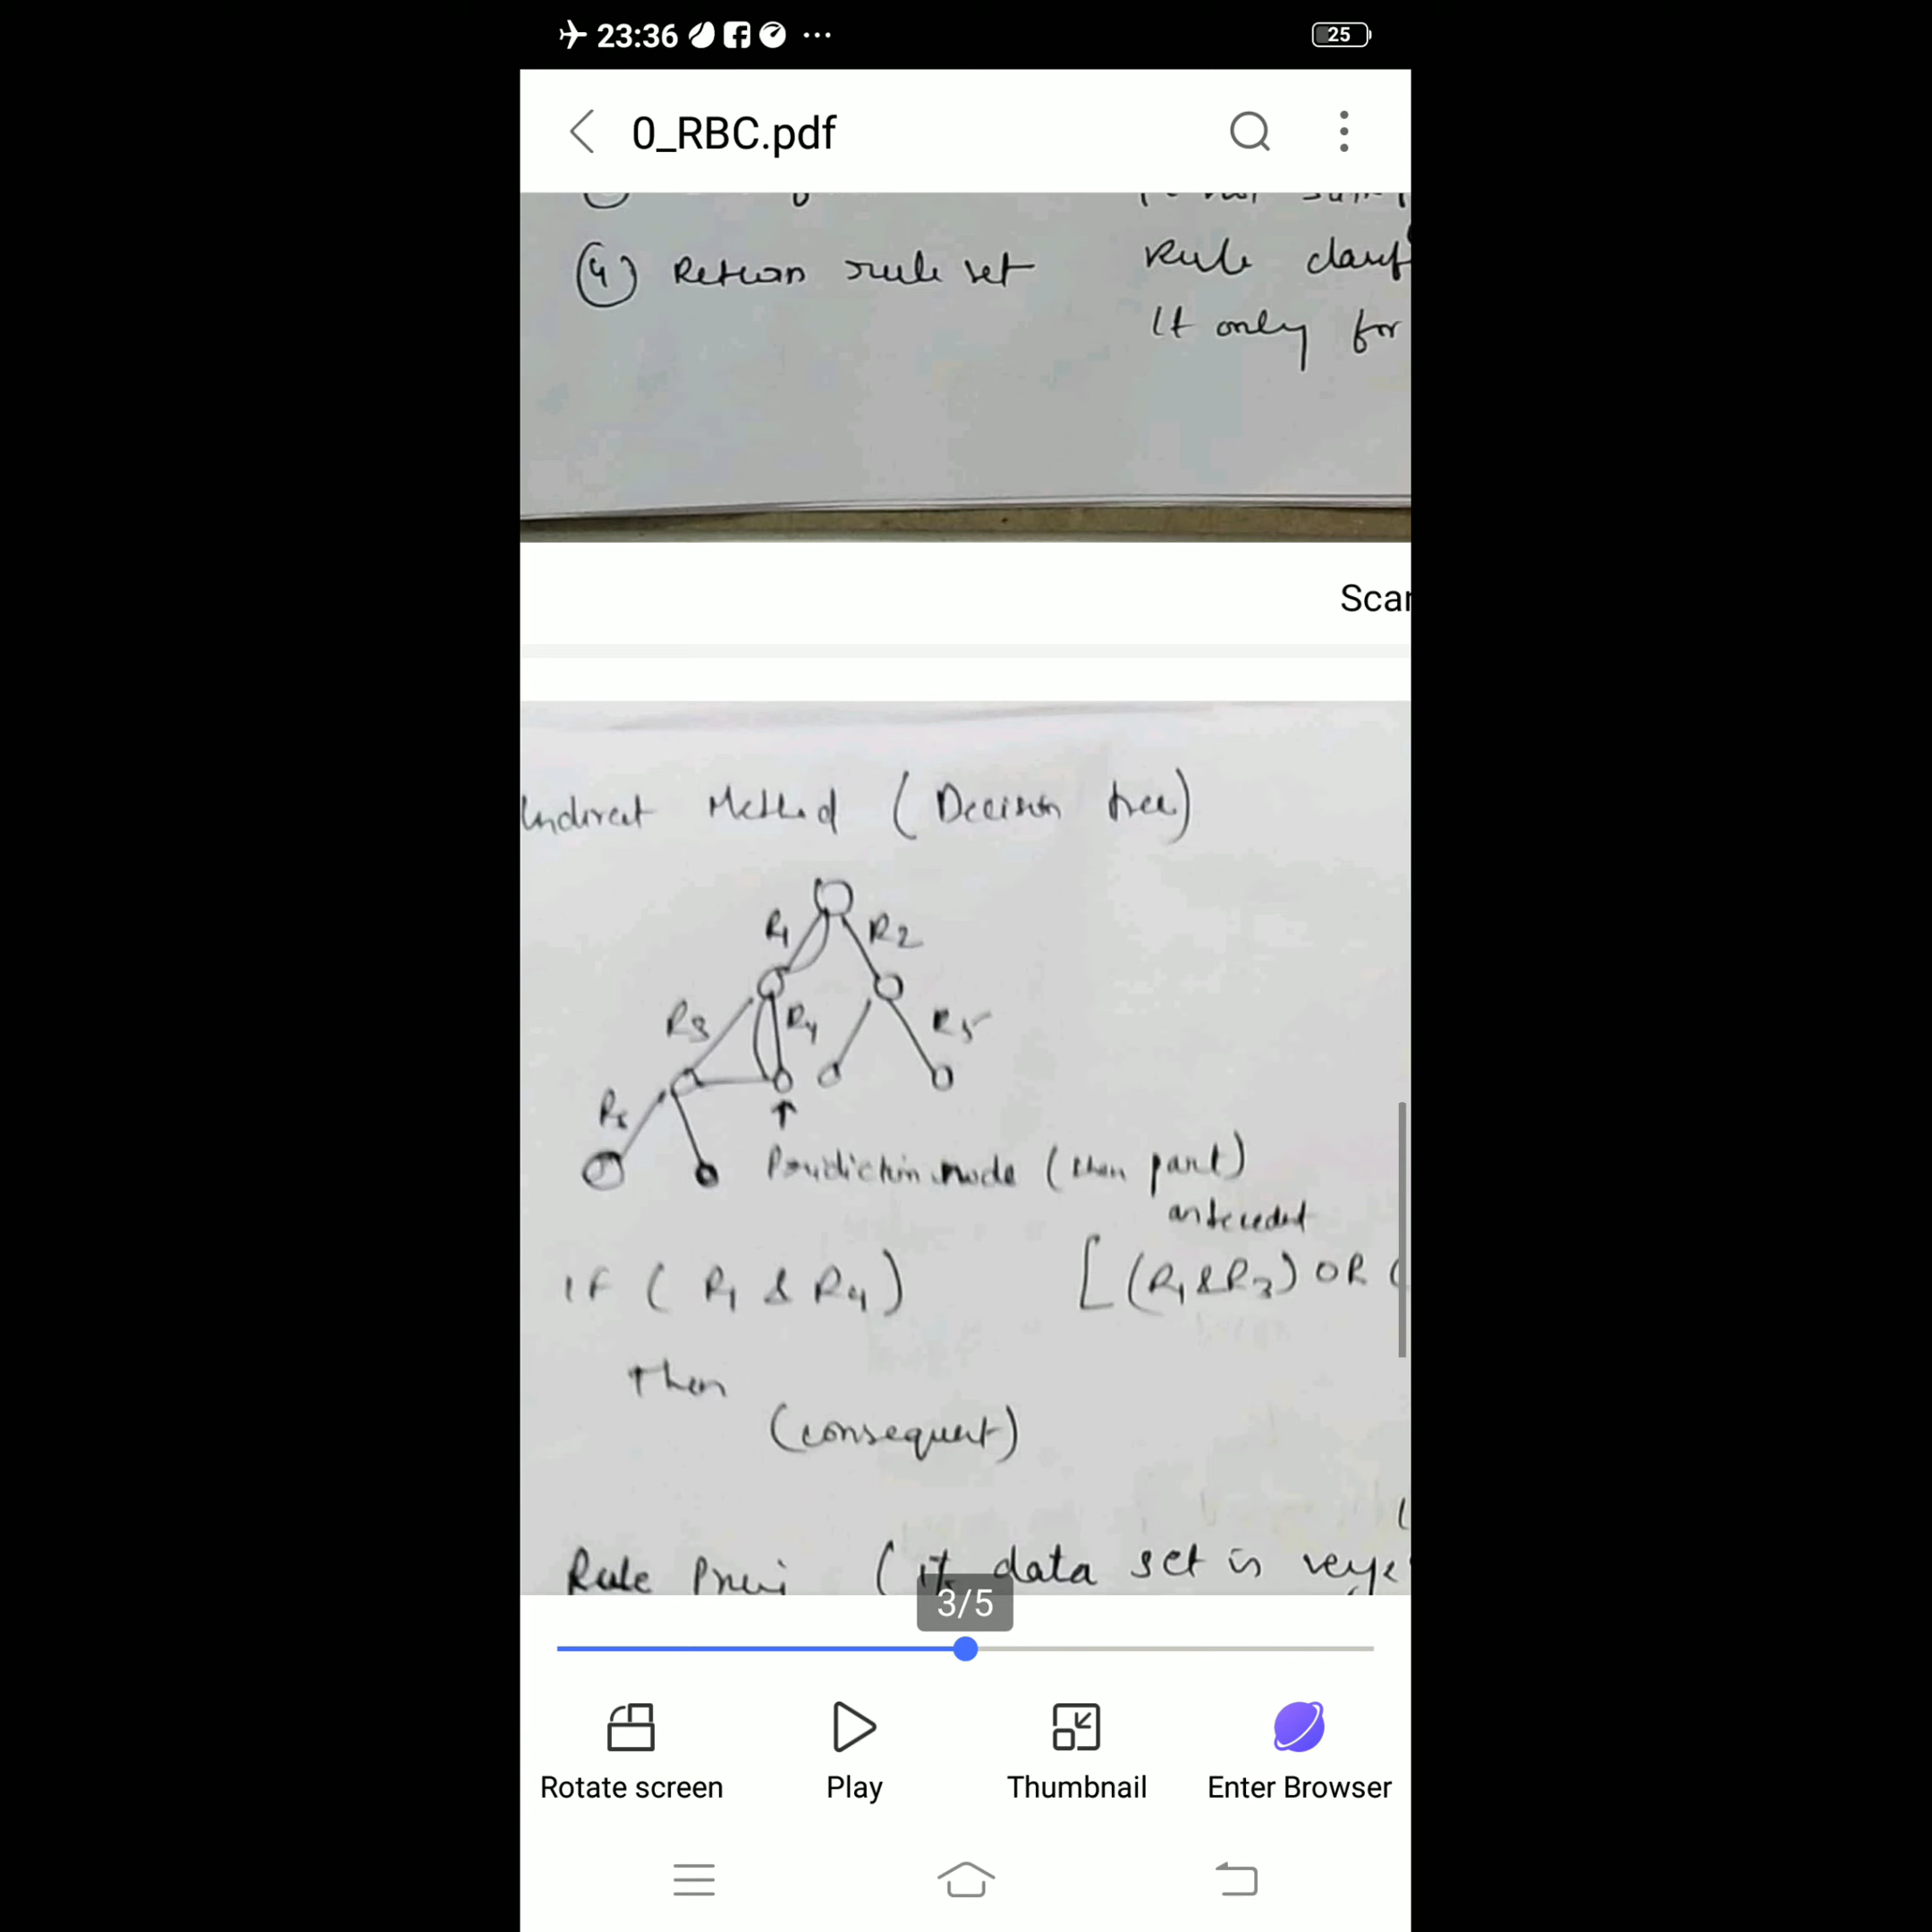 23:36
25
0_RBC.pdf
④ Return rule set
Rule
It only for
Scan
Indirect Method (Decision tree)
R1 R2
R3 R4 R5
Prediction node (then part)
antecedent
IF ( R1 & R4 ) [ (R1 & R3) OR (
Then
(consequent)
Rule ( if data set is
3/5
Rotate screen
Play
Thumbnail
Enter Browser